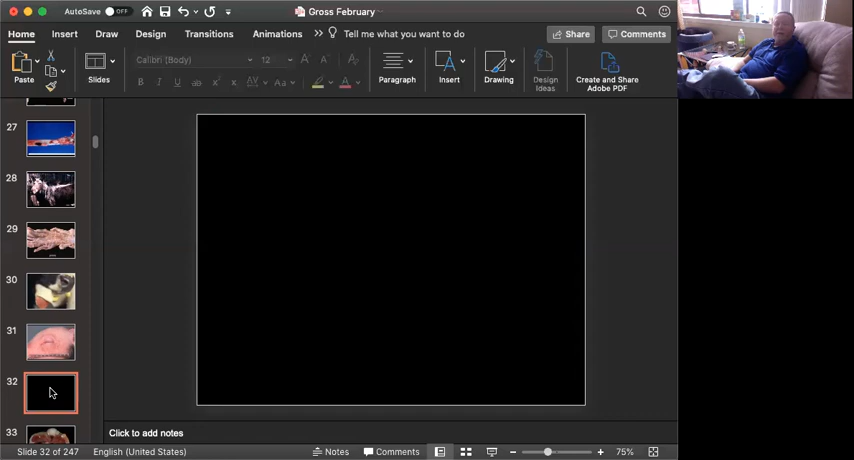 AutoSave OFF Gross February
Home Insert Draw Design Transitions Animations Tell me what you want to do Share Comments
Calibri (Body) 12
Paste Slides Paragraph Insert Drawing Design Ideas Create and Share Adobe PDF
27
28
29
30
31
32
33
Click to add notes
Slide 32 of 247 English (United States) Notes Comments 75%